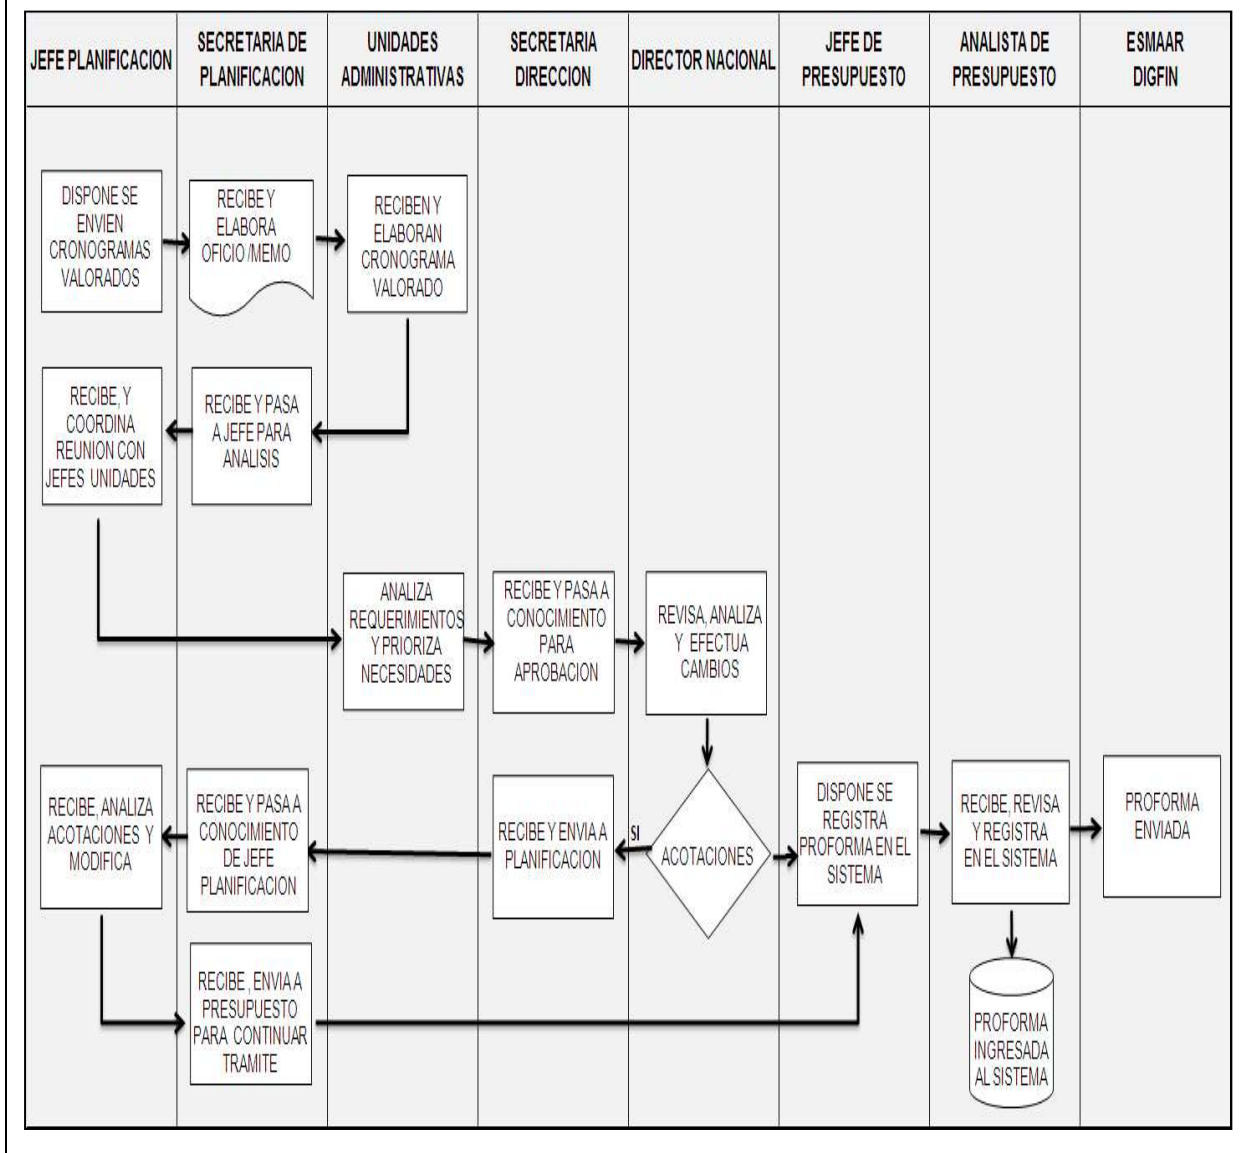 JEFE PLANIFICACION
SECRETARIA DE
PLANIFICACION
UNIDADES
ADMINISTRATIVAS
SECRETARIA
DIRECCION
DIRECTOR NACIONAL
JEFE DE
PRESUPUESTO
ANALISTA DE
PRESUPUESTO
ESMAAR
DIGFIN
DISPONE SE
ENVIEN
CRONOGRAMAS
VALORADOS
RECIBE Y
ELABORA
OFICIO /MEMO
RECIBEN Y
ELABORAN
CRONOGRAMA
VALORADO
RECIBE, Y
COORDINA
REUNION CON
JEFES UNIDADES
RECIBE Y PASA
A JEFE PARA
ANALISIS
ANALIZA
REQUERIMIENTOS
Y PRIORIZA
NECESIDADES
RECIBE Y PASA A
CONOCIMIENTO
PARA
APROBACION
REVISA, ANALIZA
Y EFECTUA
CAMBIOS
RECIBE, ANALIZA
ACOTACIONES Y
MODIFICA
RECIBE Y PASA A
CONOCIMIENTO
DE JEFE
PLANIFICACION
RECIBE Y ENVIA A
PLANIFICACION
SI
ACOTACIONES
DISPONE SE
REGISTRA
PROFORMA EN EL
SISTEMA
RECIBE, REVISA
Y REGISTRA
EN EL SISTEMA
PROFORMA
ENVIADA
RECIBE , ENVIA A
PRESUPUESTO
PARA CONTINUAR
TRAMITE
PROFORMA
INGRESADA
AL SISTEMA